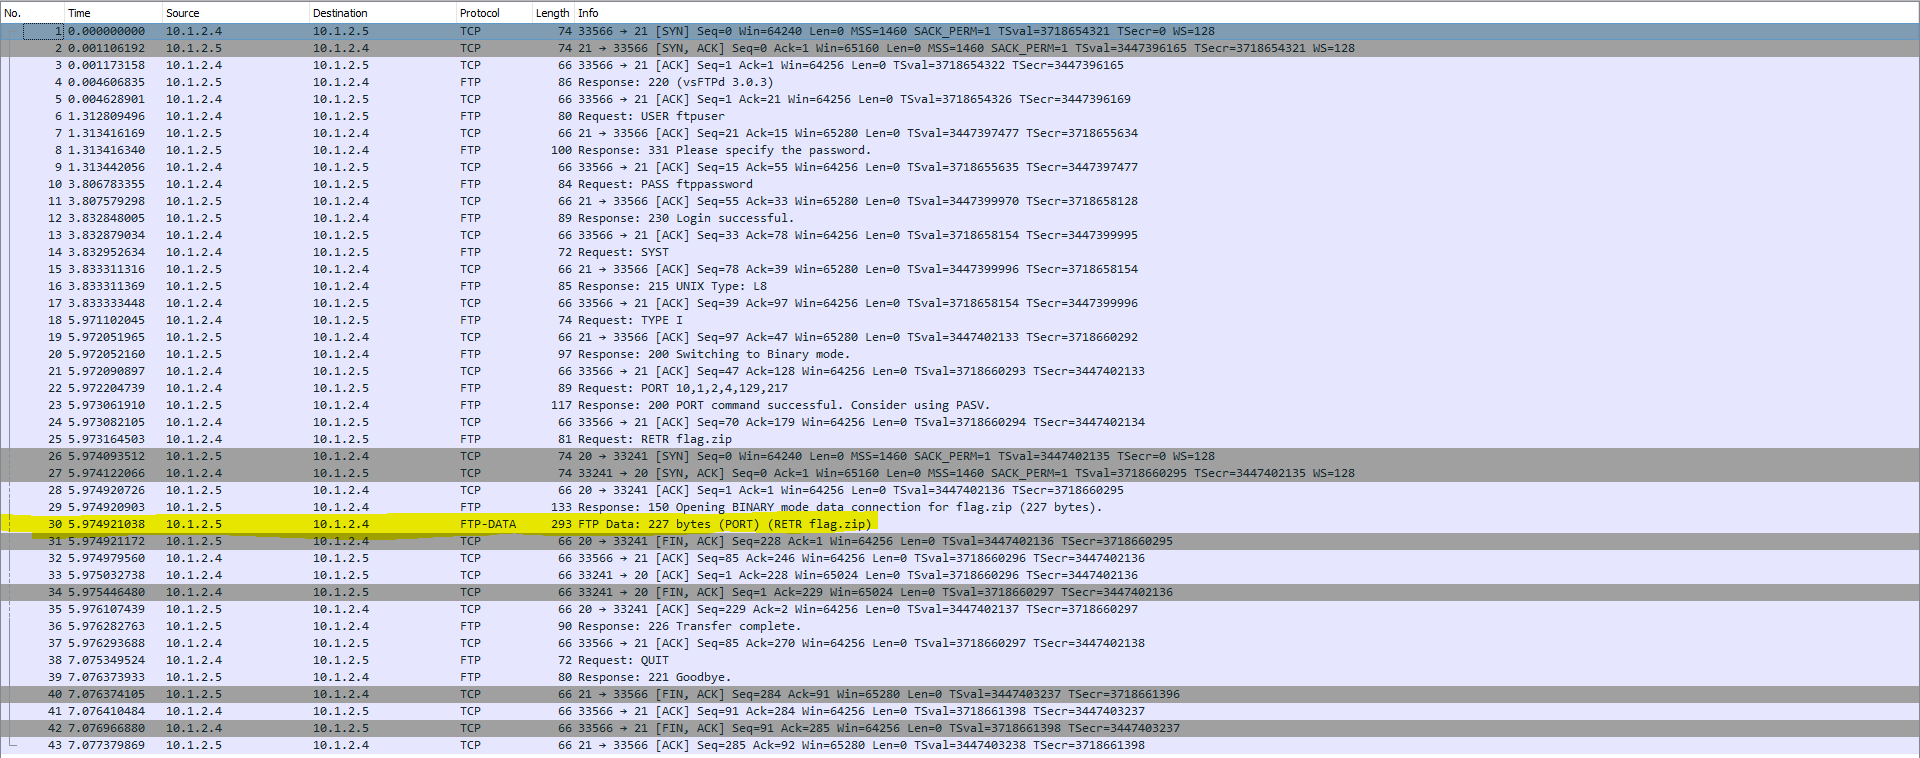 No. Time Source Destination Protocol Length Info
1 0.000000000 10.1.2.4 10.1.2.5 TCP 74 33566 → 21 [SYN] Seq=0 Win=64240 Len=0 MSS=1460 SACK_PERM=1 TSval=3718654321 TSecr=0 WS=128
2 0.001106192 10.1.2.5 10.1.2.4 TCP 74 21 → 33566 [SYN, ACK] Seq=0 Ack=1 Win=65160 Len=0 MSS=1460 SACK_PERM=1 TSval=3447396165 TSecr=3718654321 WS=128
3 0.001173158 10.1.2.4 10.1.2.5 TCP 66 33566 → 21 [ACK] Seq=1 Ack=1 Win=64256 Len=0 TSval=3718654322 TSecr=3447396165
4 0.004606835 10.1.2.5 10.1.2.4 FTP 86 Response: 220 (vsFTPd 3.0.3)
5 0.004628901 10.1.2.4 10.1.2.5 TCP 66 33566 → 21 [ACK] Seq=1 Ack=21 Win=64256 Len=0 TSval=3718654326 TSecr=3447396169
6 1.312809496 10.1.2.4 10.1.2.5 FTP 80 Request: USER ftpuser
7 1.313416169 10.1.2.5 10.1.2.4 TCP 66 21 → 33566 [ACK] Seq=21 Ack=15 Win=65280 Len=0 TSval=3447397477 TSecr=3718655634
8 1.313416340 10.1.2.5 10.1.2.4 FTP 100 Response: 331 Please specify the password.
9 1.313442056 10.1.2.4 10.1.2.5 TCP 66 33566 → 21 [ACK] Seq=15 Ack=55 Win=64256 Len=0 TSval=3718655635 TSecr=3447397477
10 3.806783355 10.1.2.4 10.1.2.5 FTP 84 Request: PASS ftppassword
11 3.807579298 10.1.2.5 10.1.2.4 TCP 66 21 → 33566 [ACK] Seq=55 Ack=33 Win=65280 Len=0 TSval=3447399970 TSecr=3718658128
12 3.832848005 10.1.2.5 10.1.2.4 FTP 89 Response: 230 Login successful.
13 3.832879034 10.1.2.4 10.1.2.5 TCP 66 33566 → 21 [ACK] Seq=33 Ack=78 Win=64256 Len=0 TSval=3718658154 TSecr=3447399995
14 3.832952634 10.1.2.4 10.1.2.5 FTP 72 Request: SYST
15 3.833311316 10.1.2.5 10.1.2.4 TCP 66 21 → 33566 [ACK] Seq=78 Ack=39 Win=65280 Len=0 TSval=3447399996 TSecr=3718658154
16 3.833311369 10.1.2.5 10.1.2.4 FTP 85 Response: 215 UNIX Type: L8
17 3.833333448 10.1.2.4 10.1.2.5 TCP 66 33566 → 21 [ACK] Seq=39 Ack=97 Win=64256 Len=0 TSval=3718658154 TSecr=3447399996
18 5.971102045 10.1.2.4 10.1.2.5 FTP 74 Request: TYPE I
19 5.972051965 10.1.2.5 10.1.2.4 TCP 66 21 → 33566 [ACK] Seq=97 Ack=47 Win=65280 Len=0 TSval=3447402133 TSecr=3718660292
20 5.972052160 10.1.2.5 10.1.2.4 FTP 97 Response: 200 Switching to Binary mode.
21 5.972090897 10.1.2.4 10.1.2.5 TCP 66 33566 → 21 [ACK] Seq=47 Ack=128 Win=64256 Len=0 TSval=3718660293 TSecr=3447402133
22 5.972204739 10.1.2.4 10.1.2.5 FTP 89 Request: PORT 10,1,2,4,129,217
23 5.973061910 10.1.2.5 10.1.2.4 FTP 117 Response: 200 PORT command successful. Consider using PASV.
24 5.973082105 10.1.2.4 10.1.2.5 TCP 66 33566 → 21 [ACK] Seq=70 Ack=179 Win=64256 Len=0 TSval=3718660294 TSecr=3447402134
25 5.973164503 10.1.2.4 10.1.2.5 FTP 81 Request: RETR flag.zip
26 5.974093512 10.1.2.5 10.1.2.4 TCP 74 20 → 33241 [SYN] Seq=0 Win=64240 Len=0 MSS=1460 SACK_PERM=1 TSval=3447402135 TSecr=0 WS=128
27 5.974122066 10.1.2.4 10.1.2.5 TCP 74 33241 → 20 [SYN, ACK] Seq=0 Ack=1 Win=65160 Len=0 MSS=1460 SACK_PERM=1 TSval=3718660295 TSecr=3447402135 WS=128
28 5.974920726 10.1.2.5 10.1.2.4 TCP 66 20 → 33241 [ACK] Seq=1 Ack=1 Win=64256 Len=0 TSval=3447402136 TSecr=3718660295
29 5.974920903 10.1.2.5 10.1.2.4 FTP 133 Response: 150 Opening BINARY mode data connection for flag.zip (227 bytes).
30 5.974921038 10.1.2.5 10.1.2.4 FTP-DATA 293 FTP Data: 227 bytes (PORT) (RETR flag.zip)
31 5.974921172 10.1.2.5 10.1.2.4 TCP 66 20 → 33241 [FIN, ACK] Seq=228 Ack=1 Win=64256 Len=0 TSval=3447402136 TSecr=3718660295
32 5.974979560 10.1.2.4 10.1.2.5 TCP 66 33566 → 21 [ACK] Seq=85 Ack=246 Win=64256 Len=0 TSval=3718660296 TSecr=3447402136
33 5.975032738 10.1.2.4 10.1.2.5 TCP 66 33241 → 20 [ACK] Seq=1 Ack=228 Win=65024 Len=0 TSval=3718660296 TSecr=3447402136
34 5.975446480 10.1.2.4 10.1.2.5 TCP 66 33241 → 20 [FIN, ACK] Seq=1 Ack=229 Win=65024 Len=0 TSval=3718660297 TSecr=3447402136
35 5.976107439 10.1.2.5 10.1.2.4 TCP 66 20 → 33241 [ACK] Seq=229 Ack=2 Win=64256 Len=0 TSval=3447402137 TSecr=3718660297
36 5.976282763 10.1.2.5 10.1.2.4 FTP 90 Response: 226 Transfer complete.
37 5.976293688 10.1.2.4 10.1.2.5 TCP 66 33566 → 21 [ACK] Seq=85 Ack=270 Win=64256 Len=0 TSval=3718660297 TSecr=3447402138
38 7.075349524 10.1.2.4 10.1.2.5 FTP 72 Request: QUIT
39 7.076373933 10.1.2.5 10.1.2.4 FTP 80 Response: 221 Goodbye.
40 7.076374105 10.1.2.5 10.1.2.4 TCP 66 21 → 33566 [FIN, ACK] Seq=284 Ack=91 Win=65280 Len=0 TSval=3447403237 TSecr=3718661396
41 7.076410484 10.1.2.4 10.1.2.5 TCP 66 33566 → 21 [ACK] Seq=91 Ack=284 Win=64256 Len=0 TSval=3718661398 TSecr=3447403237
42 7.076966880 10.1.2.4 10.1.2.5 TCP 66 33566 → 21 [FIN, ACK] Seq=91 Ack=285 Win=64256 Len=0 TSval=3718661398 TSecr=3447403237
43 7.077379869 10.1.2.5 10.1.2.4 TCP 66 21 → 33566 [ACK] Seq=285 Ack=92 Win=65280 Len=0 TSval=3447403238 TSecr=3718661398